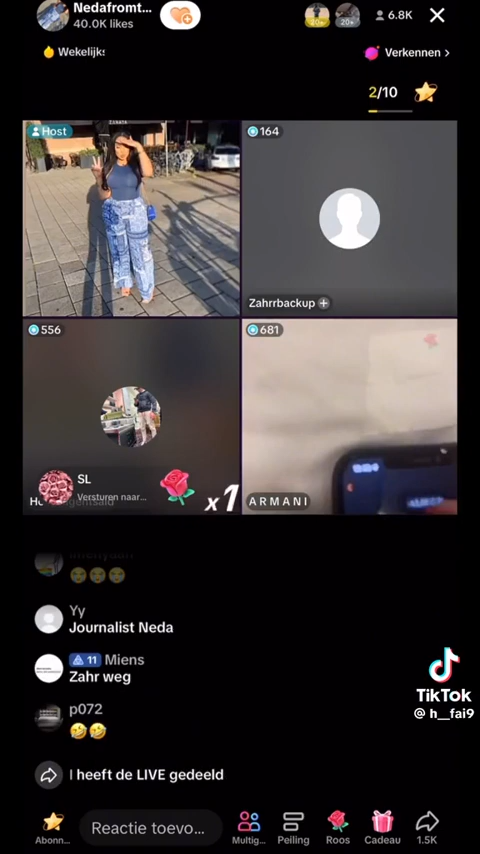 Nedafromt...
40.0K likes
20+
20+
6.8K
Wekelijks
Verkennen >
2/10
Host
164
Zahrrbackup +
556
681
SL
Versturen naar...
x1
ARMANI
Yy
Journalist Neda
11 Miens
Zahr weg
p072
I heeft de LIVE gedeeld
TikTok
@ h__fai9
Abonn...
Reactie toevo...
Multig...
Peiling
Roos
Cadeau
1.5K